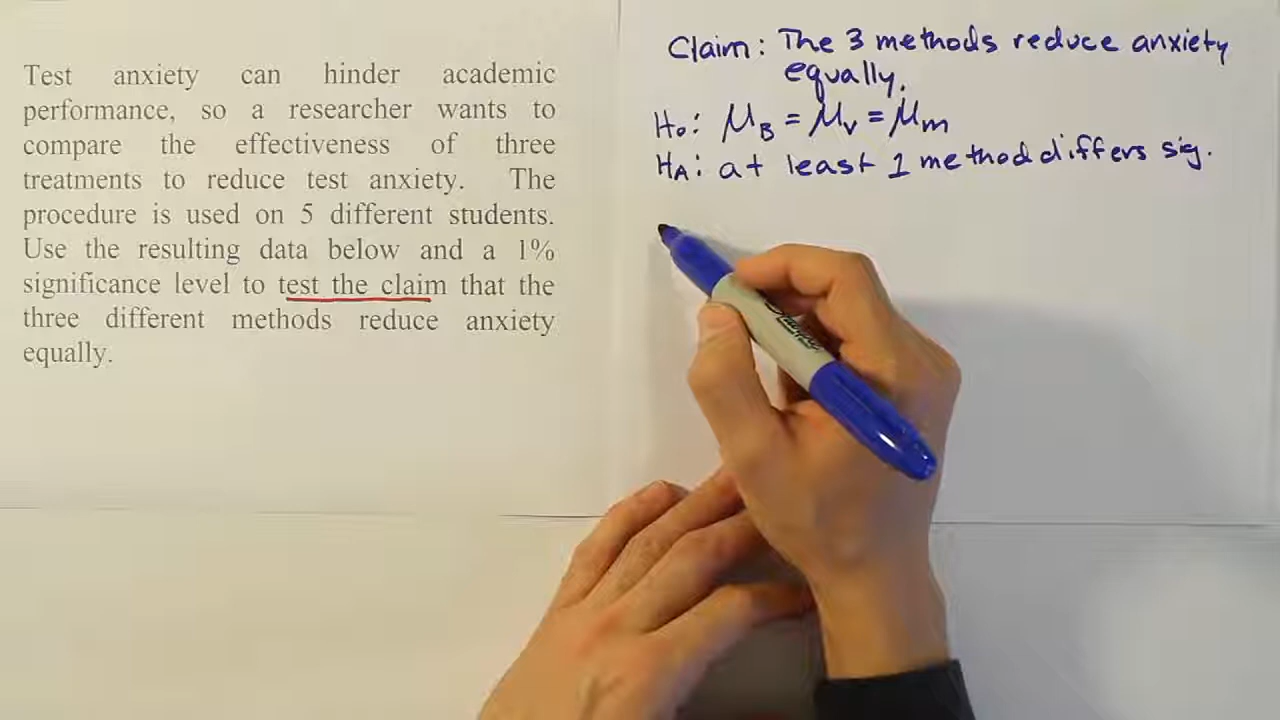 Test anxiety can hinder academic
performance, so a researcher wants to
compare the effectiveness of three
treatments to reduce test anxiety. The
procedure is used on 5 different students.
Use the resulting data below and a 1%
significance level to test the claim that the
three different methods reduce anxiety
equally.
Claim: The 3 methods reduce anxiety
equally.
H₀: μB = μV = μm
HA: at least 1 method differs sig.